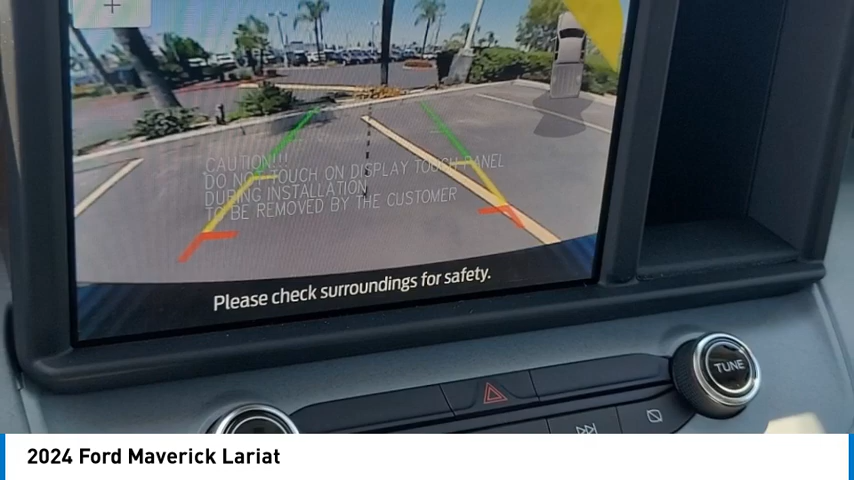 CAUTION!!!
DO NOT TOUCH ON DISPLAY TOUCH PANEL
DURING INSTALLATION
TO BE REMOVED BY THE CUSTOMER
Please check surroundings for safety.
TUNE
2024 Ford Maverick Lariat